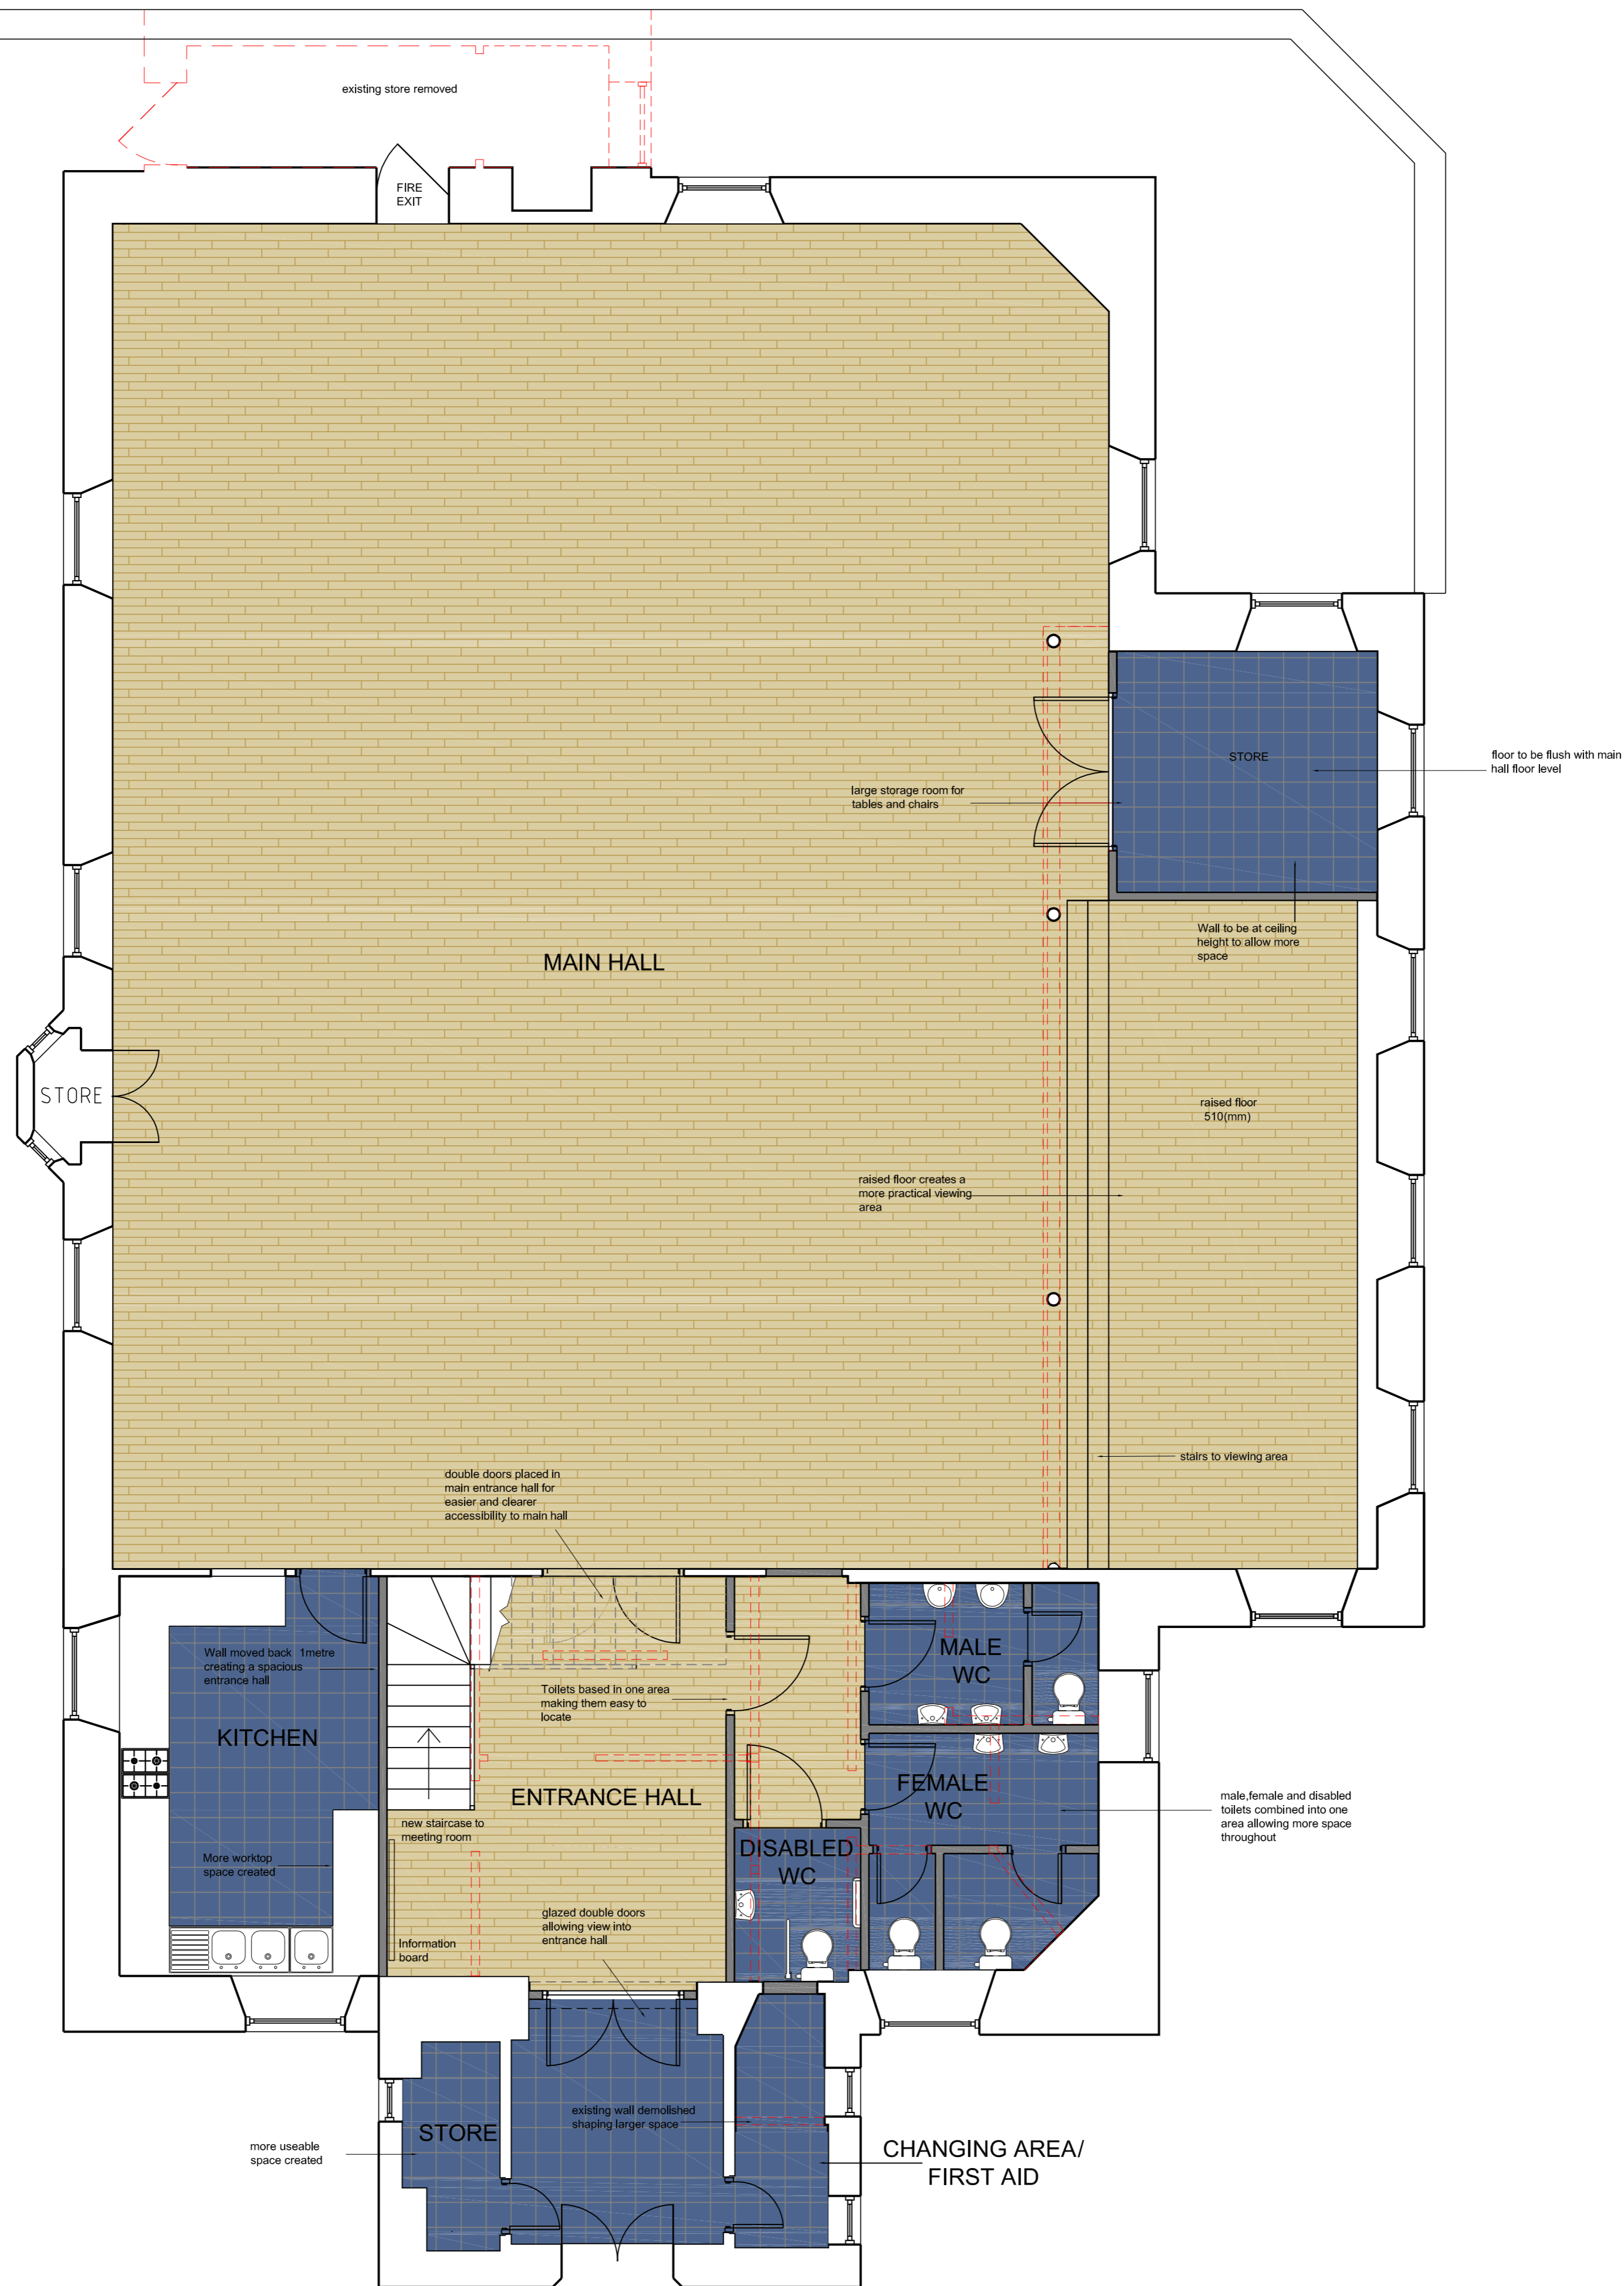 existing store removed
FIRE
EXIT
STORE
floor to be flush with main
hall floor level
large storage room for
tables and chairs
Wall to be at ceiling
height to allow more
space
MAIN HALL
STORE
raised floor
510(mm)
raised floor creates a
more practical viewing
area
stairs to viewing area
double doors placed in
main entrance hall for
easier and clearer
accessibility to main hall
Wall moved back 1metre
creating a spacious
entrance hall
MALE
WC
Toilets based in one area
making them easy to
locate
KITCHEN
ENTRANCE HALL
FEMALE
WC
male,female and disabled
toilets combined into one
area allowing more space
throughout
new staircase to
meeting room
DISABLED
WC
More worktop
space created
glazed double doors
allowing view into
entrance hall
Information
board
existing wall demolished
shaping larger space
STORE
more useable
space created
CHANGING AREA/
FIRST AID